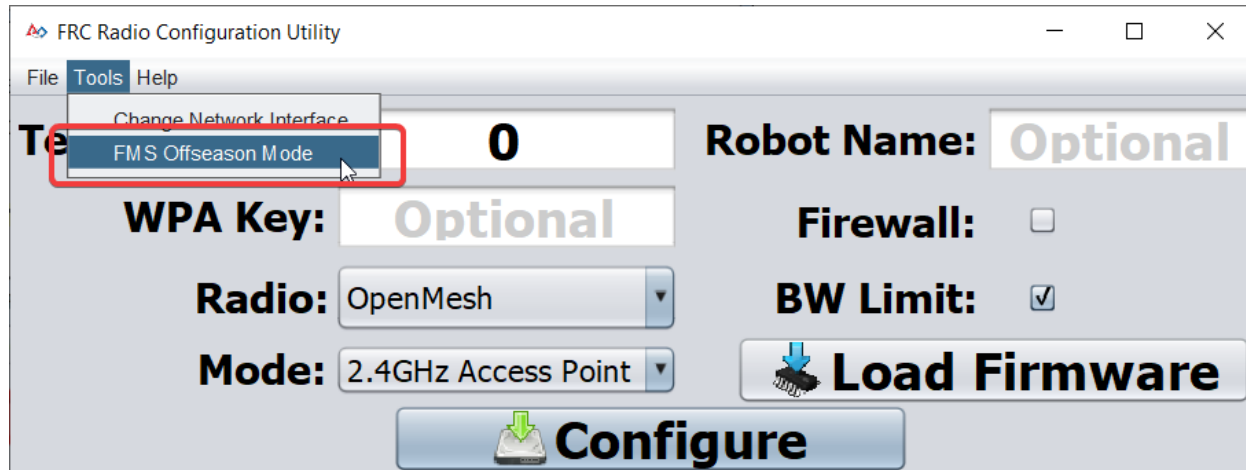 FRC Radio Configuration Utility
File Tools Help
Change Network Interface
FMS Offseason Mode
Te 0 Robot Name: Optional
WPA Key: Optional Firewall:
Radio: OpenMesh BW Limit:
Mode: 2.4GHz Access Point Load Firmware
Configure